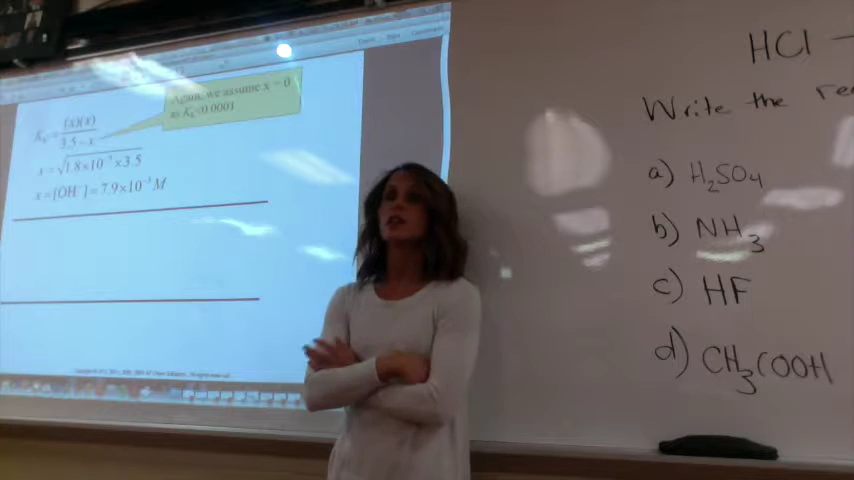 Again, we assume x = 0
as Kb<0.0001
Kb = (x)(x)
3.5 - x
x = √1.8×10⁻⁵ × 3.5
x = [OH⁻] = 7.9×10⁻³ M
HCl
Write the
a) H₂SO₄
b) NH₃
c) HF
d) CH₃COOH